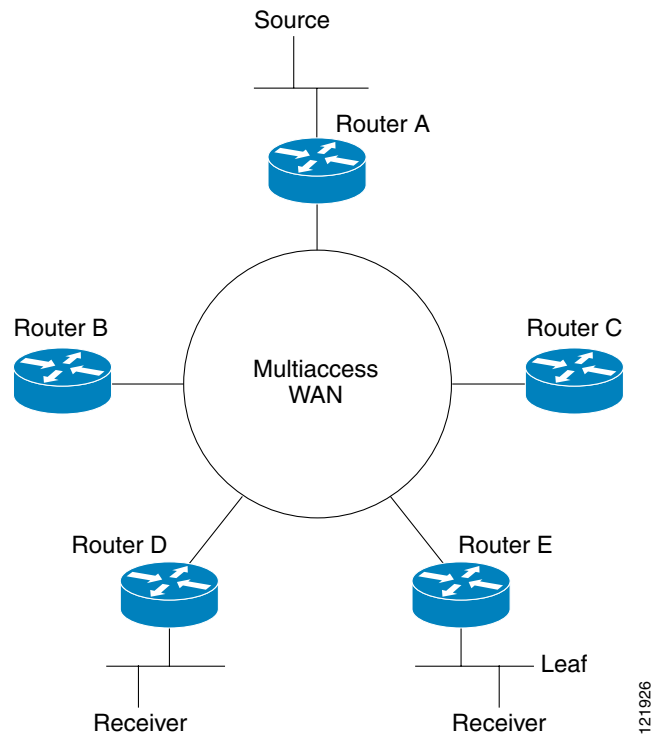 Source
Router A
Router B
Router C
Multiaccess
WAN
Router D
Router E
Leaf
Receiver
Receiver
121926